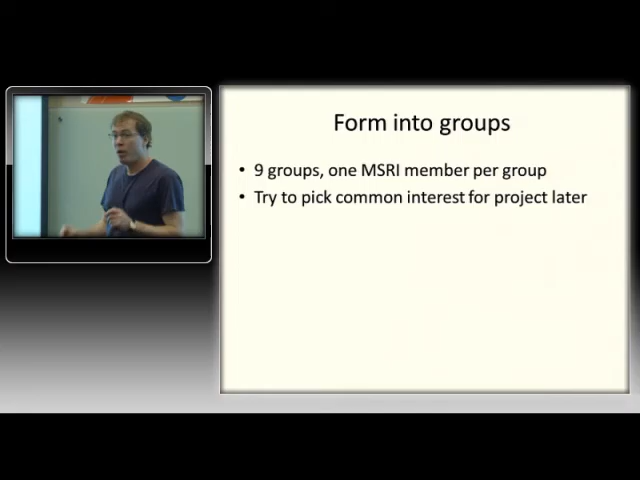 Form into groups
• 9 groups, one MSRI member per group
• Try to pick common interest for project later